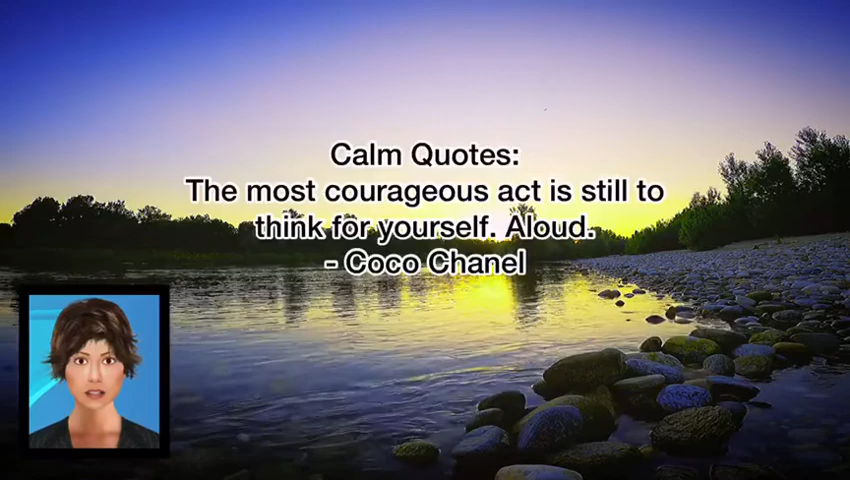 Calm Quotes:
The most courageous act is still to
think for yourself. Aloud.
- Coco Chanel